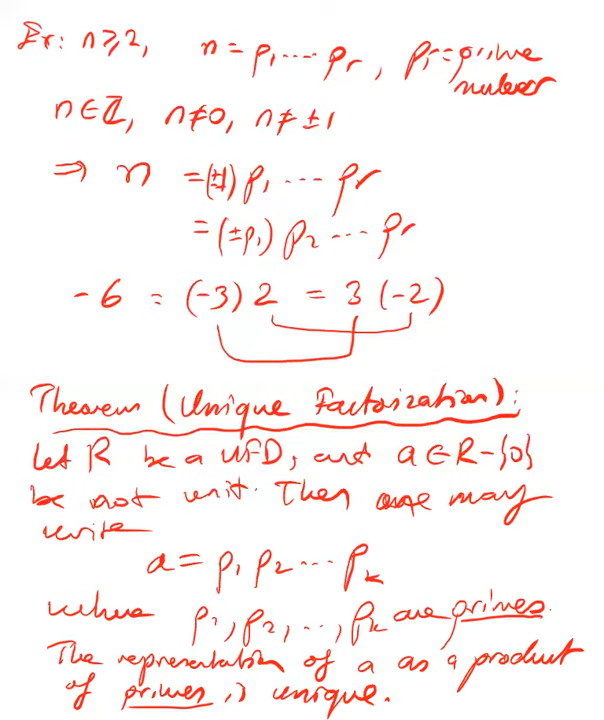 Ex: n ≥ 2, n = p₁ ⋯ pᵣ, pᵢ = prime
number
n ∈ ℤ, n ≠ 0, n ≠ ±1
⇒ n = (±1) p₁ ⋯ pᵣ
= (±p₁) p₂ ⋯ pᵣ
-6 = (-3) 2 = 3 (-2)
Theorem (Unique Factorization):
Let R be a UFD, and a ∈ R-{0}
be not unit. Then one may
write
a = p₁ p₂ ⋯ pₖ
where p₁, p₂, ..., pₖ are primes.
The representation of a as a product
of primes is unique.